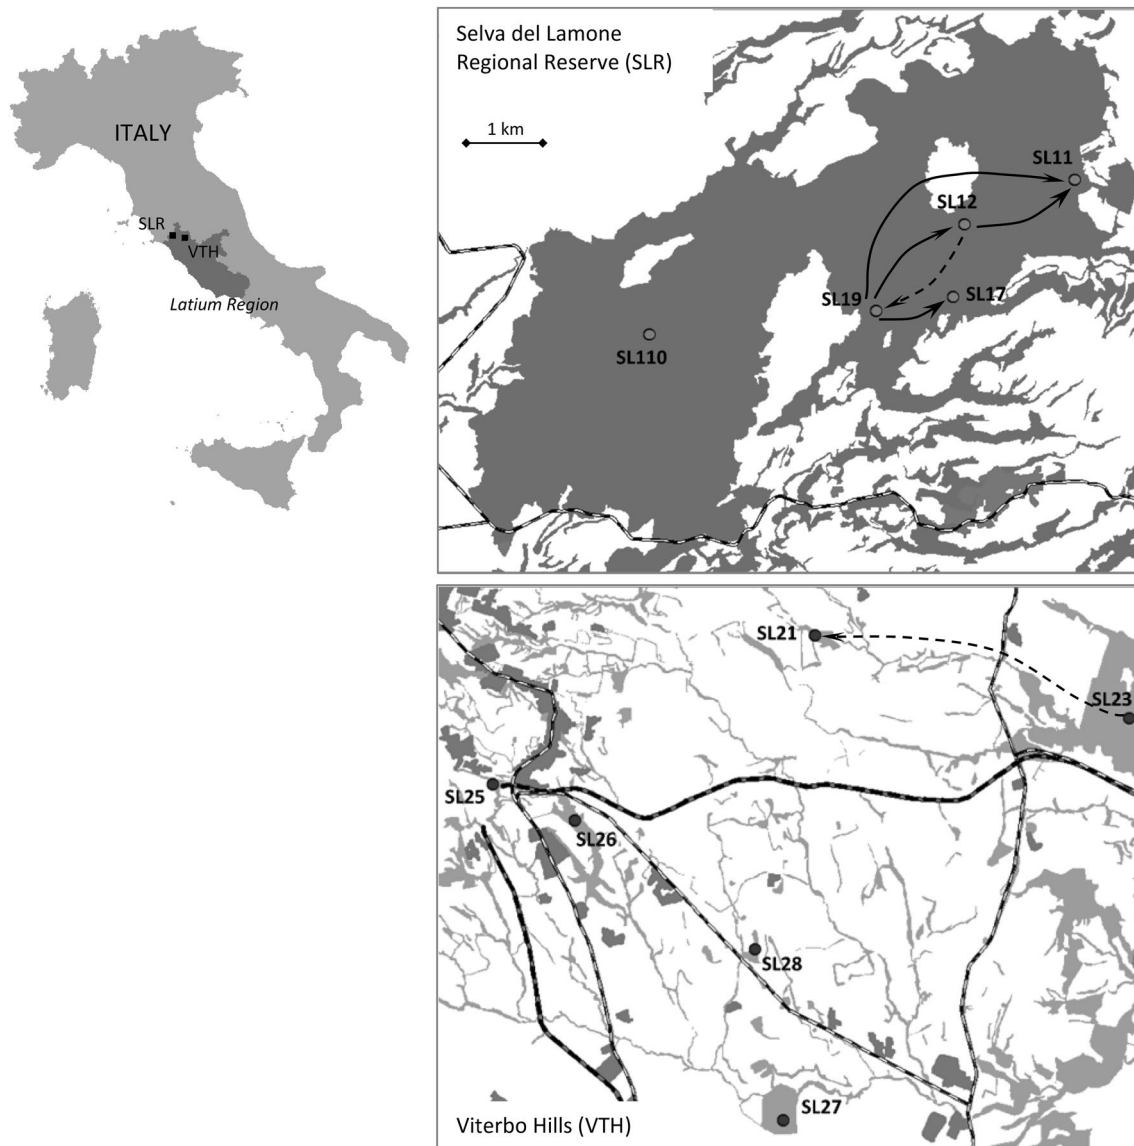 ITALY
SLR
VTH
Latium Region
Selva del Lamone
Regional Reserve (SLR)
1 km
SL11
SL12
SL19
SL17
SL110
SL21
SL23
SL25
SL26
SL28
SL27
Viterbo Hills (VTH)